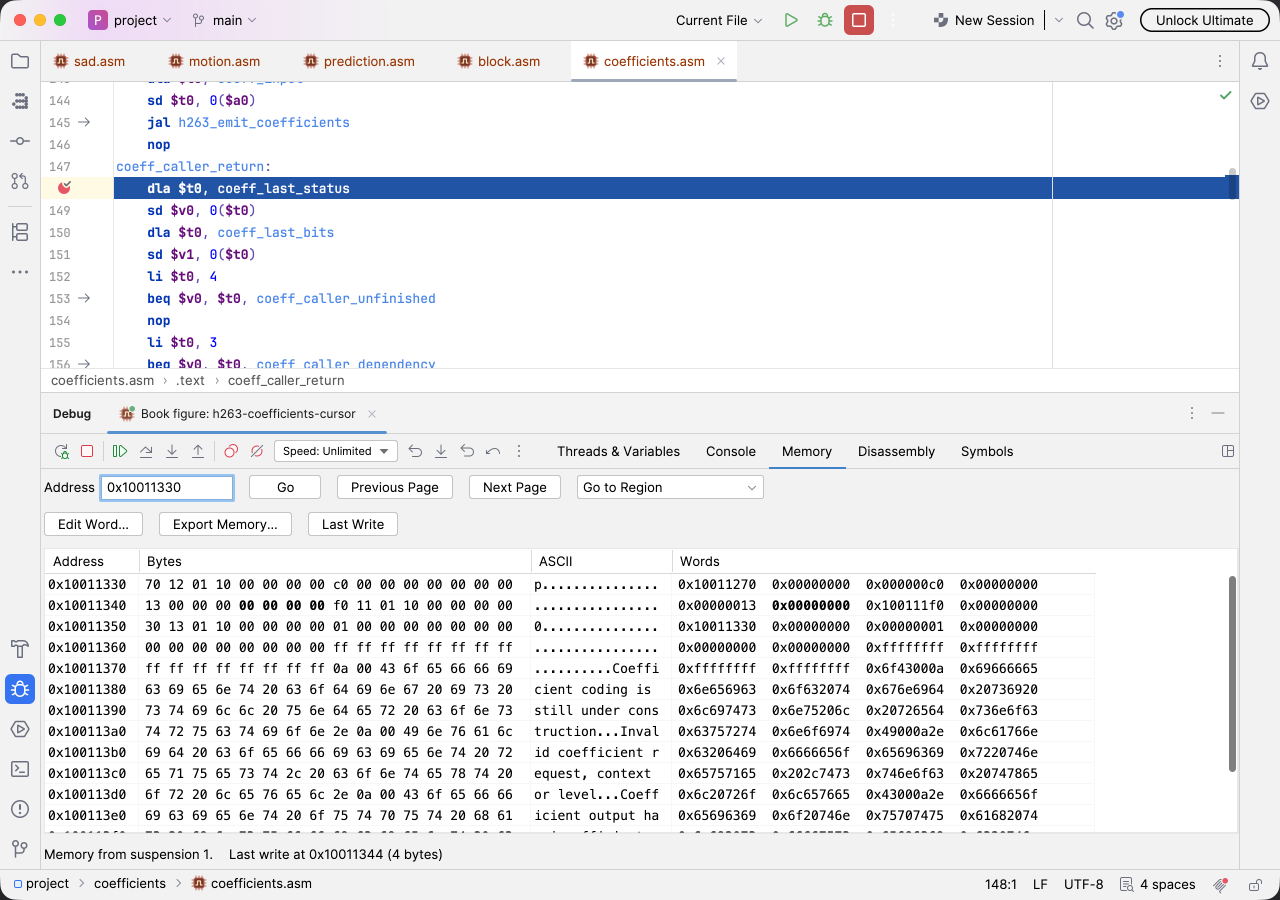 P project main Current File New Session Unlock Ultimate
sad.asm motion.asm prediction.asm block.asm coefficients.asm
144 sd $t0, 0($a0)
145 jal h263_emit_coefficients
146 nop
147 coeff_caller_return:
dla $t0, coeff_last_status
149 sd $v0, 0($t0)
150 dla $t0, coeff_last_bits
151 sd $v1, 0($t0)
152 li $t0, 4
153 beq $v0, $t0, coeff_caller_unfinished
154 nop
155 li $t0, 3
156 beq $v0, $t0, coeff_caller_dependency
coefficients.asm › .text › coeff_caller_return
Debug Book figure: h263-coefficients-cursor
Speed: Unlimited Threads & Variables Console Memory Disassembly Symbols
Address 0x10011330 Go Previous Page Next Page Go to Region
Edit Word... Export Memory... Last Write
Address Bytes ASCII Words
0x10011330 70 12 01 10 00 00 00 00 c0 00 00 00 00 00 00 00 p............... 0x10011270 0x00000000 0x000000c0 0x00000000
0x10011340 13 00 00 00 00 00 00 00 f0 11 01 10 00 00 00 00 ................ 0x00000013 0x00000000 0x100111f0 0x00000000
0x10011350 30 13 01 10 00 00 00 00 01 00 00 00 00 00 00 00 0............... 0x10011330 0x00000000 0x00000001 0x00000000
0x10011360 00 00 00 00 00 00 00 00 ff ff ff ff ff ff ff ff ................ 0x00000000 0x00000000 0xffffffff 0xffffffff
0x10011370 ff ff ff ff ff ff ff ff 0a 00 43 6f 65 66 66 69 ..........Coeffi 0xffffffff 0xffffffff 0x6f43000a 0x69666665
0x10011380 63 69 65 6e 74 20 63 6f 64 69 6e 67 20 69 73 20 cient coding is 0x6e656963 0x6f632074 0x676e6964 0x20736920
0x10011390 73 74 69 6c 6c 20 75 6e 64 65 72 20 63 6f 6e 73 still under cons 0x6c697473 0x6e75206c 0x20726564 0x736e6f63
0x100113a0 74 72 75 63 74 69 6f 6e 2e 0a 00 49 6e 76 61 6c truction...Inval 0x63757274 0x6e6f6974 0x49000a2e 0x6c61766e
0x100113b0 69 64 20 63 6f 65 66 66 69 63 69 65 6e 74 20 72 id coefficient r 0x63206469 0x6666656f 0x65696369 0x7220746e
0x100113c0 65 71 75 65 73 74 2c 20 63 6f 6e 74 65 78 74 20 equest, context 0x65757165 0x202c7473 0x746e6f63 0x20747865
0x100113d0 6f 72 20 6c 65 76 65 6c 2e 0a 00 43 6f 65 66 66 or level...Coeff 0x6c20726f 0x6c657665 0x43000a2e 0x6666656f
0x100113e0 69 63 69 65 6e 74 20 6f 75 74 70 75 74 20 68 61 icient output ha 0x65696369 0x6f20746e 0x75707475 0x61682074
Memory from suspension 1. Last write at 0x10011344 (4 bytes)
project › coefficients › coefficients.asm 148:1 LF UTF-8 4 spaces